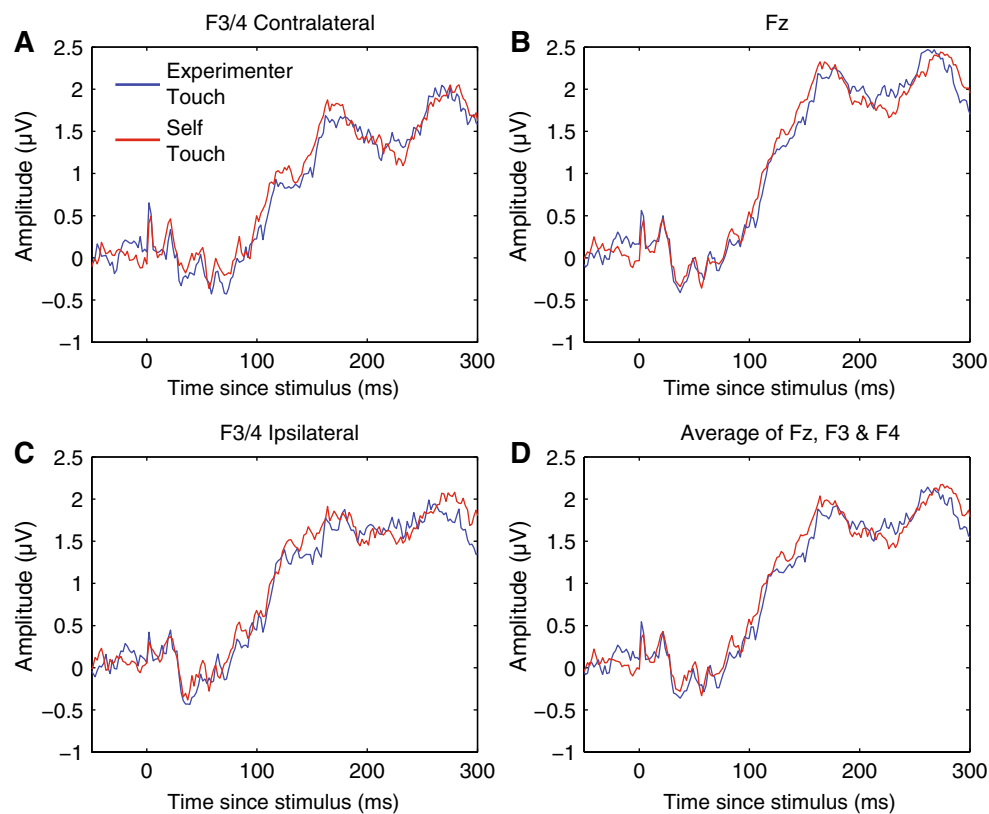 A
F3/4 Contralateral
Experimenter
Touch
Self
Touch
2.5
2
1.5
1
0.5
0
−0.5
−1
Amplitude (µV)
0
100
200
300
Time since stimulus (ms)
B
Fz
2.5
2
1.5
1
0.5
0
−0.5
−1
Amplitude (µV)
0
100
200
300
Time since stimulus (ms)
C
F3/4 Ipsilateral
2.5
2
1.5
1
0.5
0
−0.5
−1
Amplitude (µV)
0
100
200
300
Time since stimulus (ms)
D
Average of Fz, F3 & F4
2.5
2
1.5
1
0.5
0
−0.5
−1
Amplitude (µV)
0
100
200
300
Time since stimulus (ms)